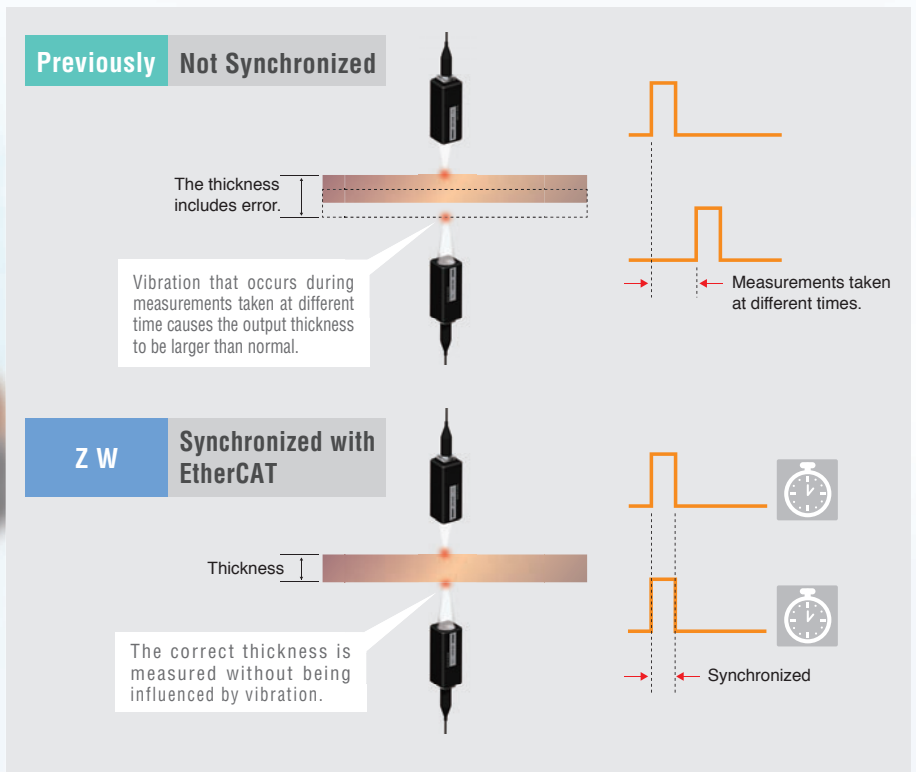 Previously
Not Synchronized
The thickness
includes error.
Vibration that occurs during
measurements taken at different
time causes the output thickness
to be larger than normal.
Measurements taken
at different times.
Z W
Synchronized with
EtherCAT
Thickness
The correct thickness is
measured without being
influenced by vibration.
Synchronized